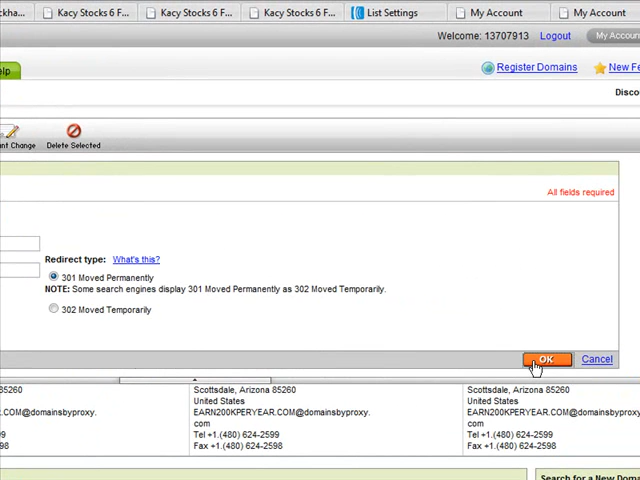 Kacy Stocks 6 F...
Kacy Stocks 6 F...
Kacy Stocks 6 F...
List Settings
My Account
My Account
Welcome: 13707913
Logout
My Accoun
elp
Register Domains
New Fe
Disco
nt Change
Delete Selected
All fields required
Redirect type:
What's this?
301 Moved Permanently
NOTE: Some search engines display 301 Moved Permanently as 302 Moved Temporarily.
302 Moved Temporarily
OK
Cancel
85260
Scottsdale, Arizona 85260
Scottsdale, Arizona 85260
United States
United States
.COM@domainsbyproxy.
EARN200KPERYEAR.COM@domainsbyproxy.
EARN200KPERYEAR.COM@domainsbyproxy.
com
com
Tel +1.(480) 624-2599
Tel +1.(480) 624-2599
Fax +1.(480) 624-2598
Fax +1.(480) 624-2598
Search for a New Doma